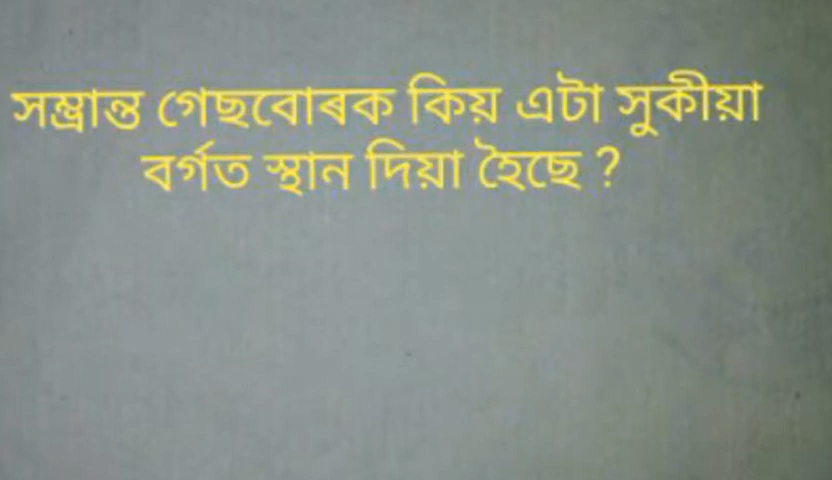 সম্ভ্ৰান্ত গেছবোৰক কিয় এটা সুকীয়া
বৰ্গত স্থান দিয়া হৈছে ?